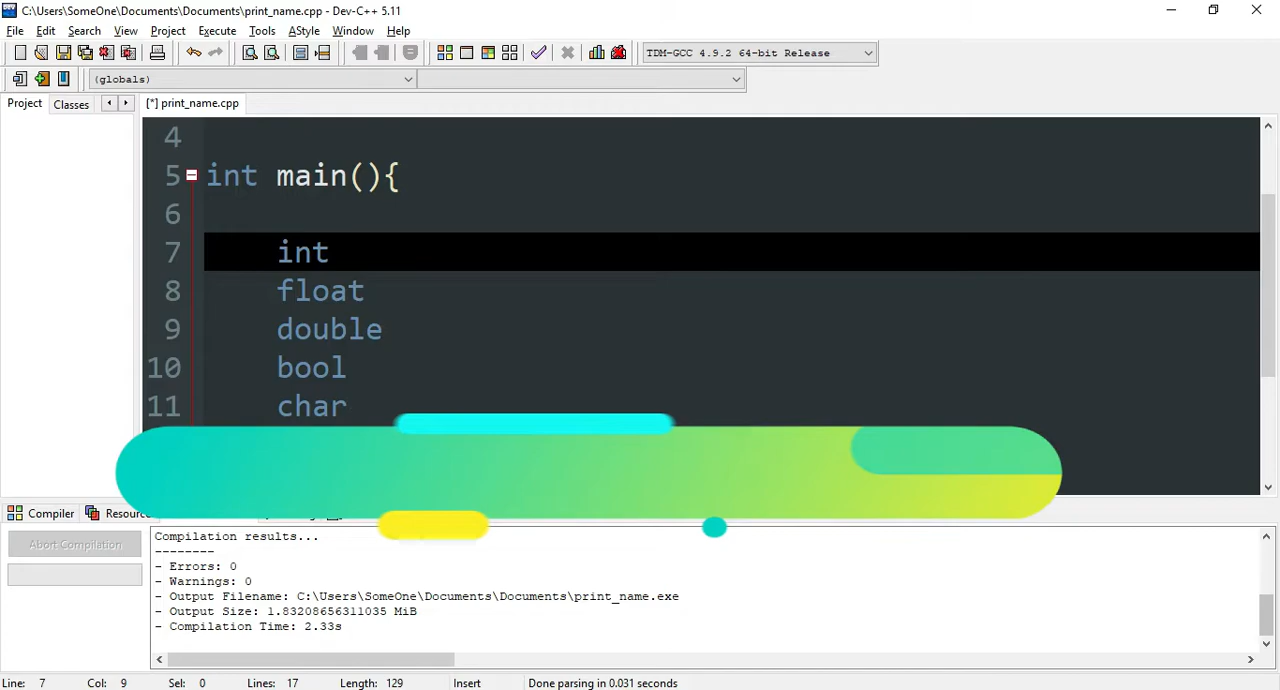 C:\Users\SomeOne\Documents\Documents\print_name.cpp - Dev-C++ 5.11
File Edit Search View Project Execute Tools AStyle Window Help
TDM-GCC 4.9.2 64-bit Release
(globals)
Project Classes [*] print_name.cpp
4
5 int main(){
6
7 int
8 float
9 double
10 bool
11 char
Compiler
Abort Compilation
Compilation results...
--------
- Errors: 0
- Warnings: 0
- Output Filename: C:\Users\SomeOne\Documents\Documents\print_name.exe
- Output Size: 1.83208656311035 MiB
- Compilation Time: 2.33s
Line: 7 Col: 9 Sel: 0 Lines: 17 Length: 129 Insert Done parsing in 0.031 seconds